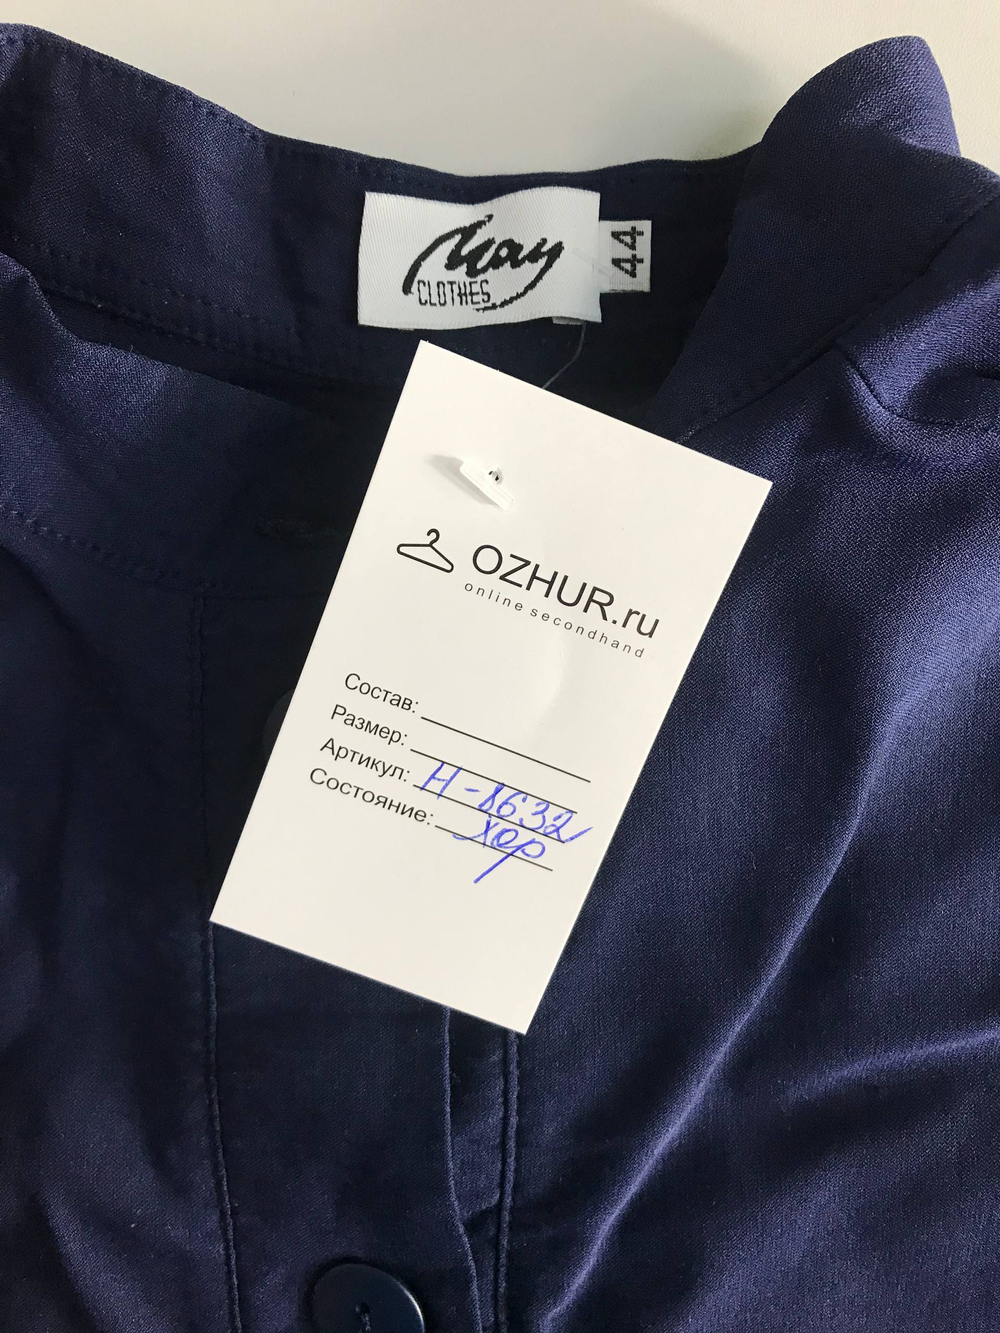 May
CLOTHES
44
OZHUR.ru
online secondhand
Состав:
Размер:
Артикул: Н-8632
Состояние: хор